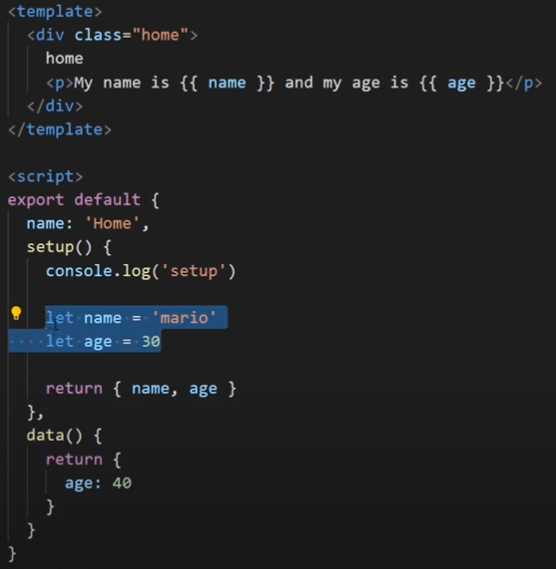 <template>
<div class="home">
home
<p>My name is {{ name }} and my age is {{ age }}</p>
</div>
</template>
<script>
export default {
name: 'Home',
setup() {
console.log('setup')
let name = 'mario'
let age = 30
return { name, age }
},
data() {
return {
age: 40
}
}
}